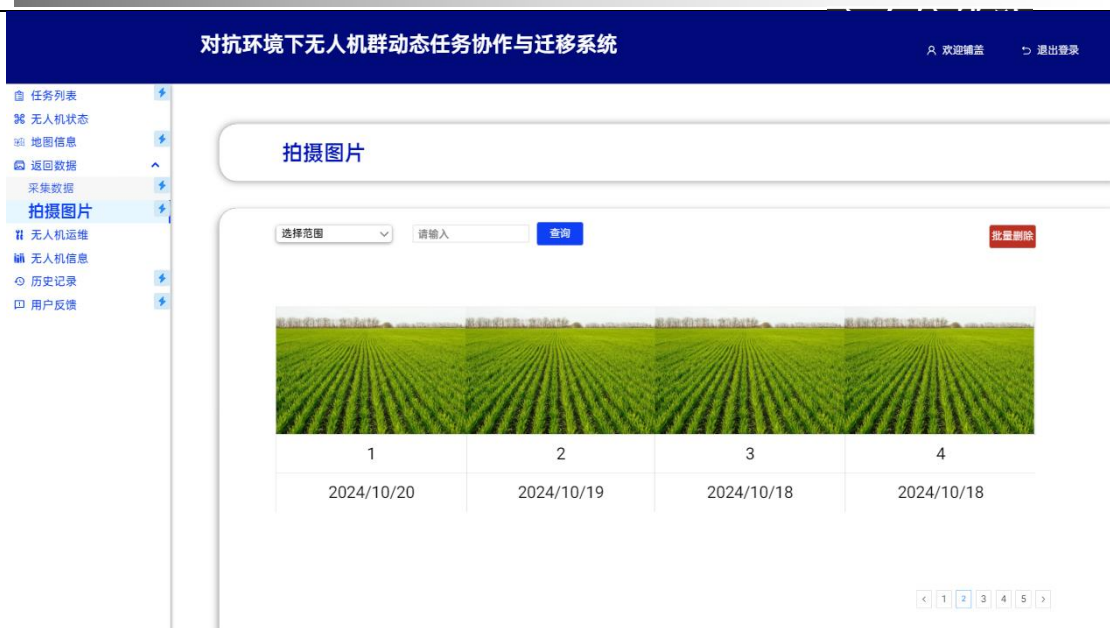 对抗环境下无人机群动态任务协作与迁移系统
欢迎辅盖 退出登录
任务列表
无人机状态
地图信息
返回数据
采集数据
拍摄图片
无人机运维
无人机信息
历史记录
用户反馈
拍摄图片
选择范围 请输入 查询 批量删除
1 2 3 4
2024/10/20 2024/10/19 2024/10/18 2024/10/18
< 1 2 3 4 5 >